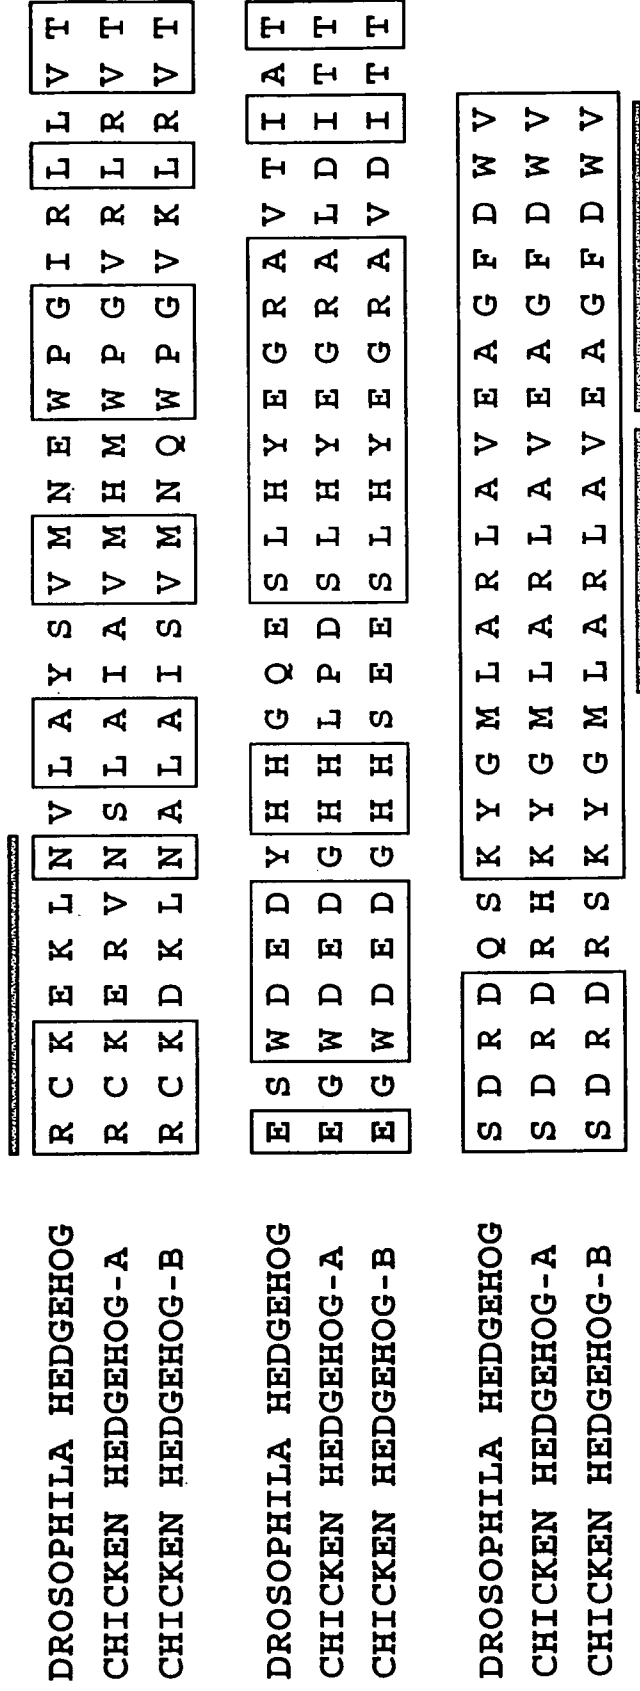 DROSOPHILA HEDGEHOG R C K E K L N V L A Y S V M N E W P G I R L L V T
CHICKEN HEDGEHOG-A R C K E R V N S L A I A V M H M W P G V R L R V T
CHICKEN HEDGEHOG-B R C K D K L N A L A I S V M N Q W P G V K L R V T
DROSOPHILA HEDGEHOG E S W D E D Y H H G Q E S L H Y E G R A V T I A T
CHICKEN HEDGEHOG-A E G W D E D G H H L P D S L H Y E G R A L D I T T
CHICKEN HEDGEHOG-B E G W D E D G H H S E E S L H Y E G R A V D I T T
DROSOPHILA HEDGEHOG S D R D Q S K Y G M L A R L A V E A G F D W V
CHICKEN HEDGEHOG-A S D R D R H K Y G M L A R L A V E A G F D W V
CHICKEN HEDGEHOG-B S D R D R S K Y G M L A R L A V E A G F D W V